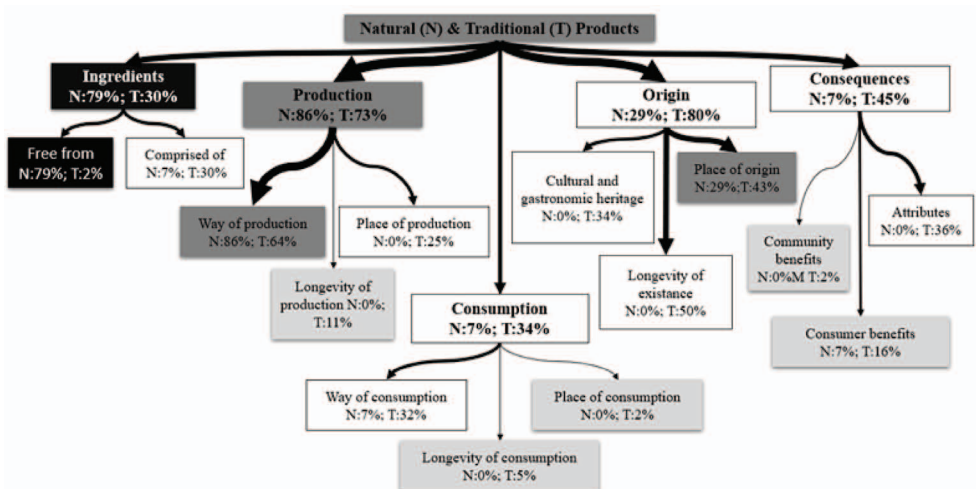 Natural (N) & Traditional (T) Products
Ingredients
N:79%; T:30%
Production
N:86%; T:73%
Origin
N:29%; T:80%
Consequences
N:7%; T:45%
Free from
N:79%; T:2%
Comprised of
N:7%; T:30%
Way of production
N:86%; T:64%
Place of production
N:0%; T:25%
Longevity of
production N:0%;
T:11%
Cultural and
gastronomic heritage
N:0%; T:34%
Place of origin
N:29%;T:43%
Longevity of
existance
N:0%; T:50%
Community
benefits
N:0%M T:2%
Attributes
N:0%; T:36%
Consumer benefits
N:7%; T:16%
Consumption
N:7%; T:34%
Way of consumption
N:7%; T:32%
Place of consumption
N:0%; T:2%
Longevity of consumption
N:0%; T:5%